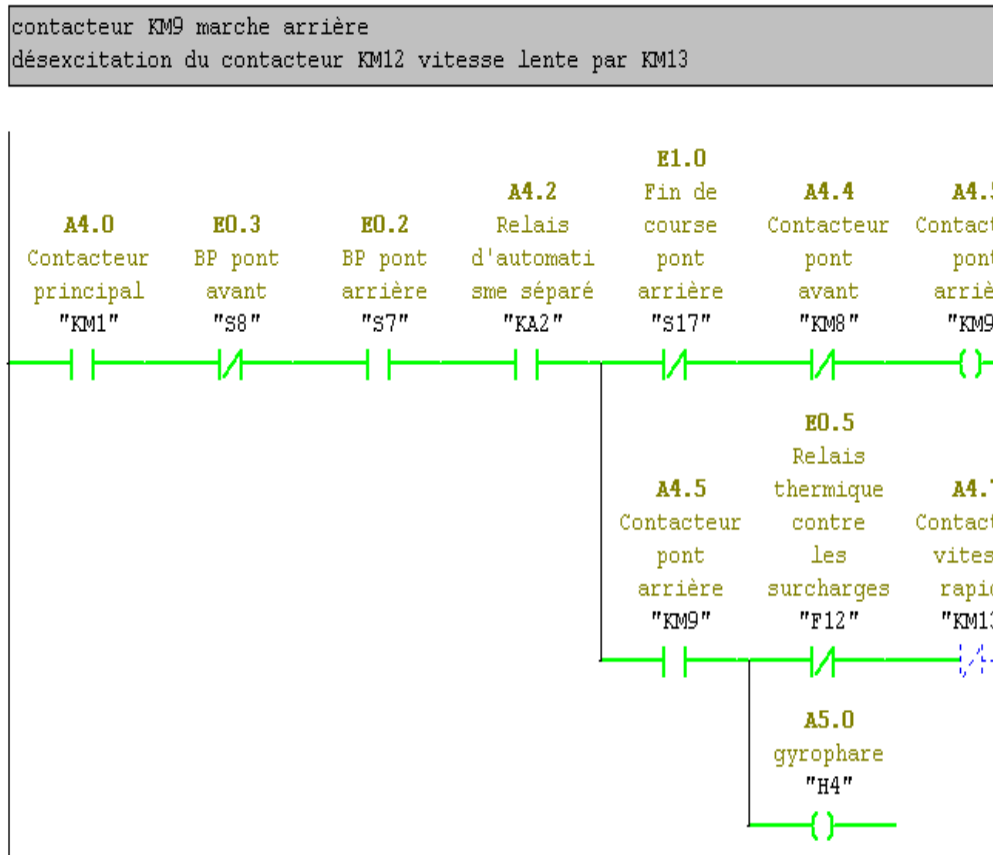 contacteur KM9 marche arrière
désexcitation du contacteur KM12 vitesse lente par KM13
A4.0
Contacteur
principal
"KM1"
E0.3
BP pont
avant
"S8"
E0.2
BP pont
arrière
"S7"
A4.2
Relais
d'automati
sme séparé
"KA2"
E1.0
Fin de
course
pont
arrière
"S17"
A4.4
Contacteur
pont
avant
"KM8"
"KM9
A4.5
Contacteur
pont
arrière
"KM9"
E0.5
Relais
thermique
contre
les
surcharges
"F12"
A5.0
gyrophare
"H4"